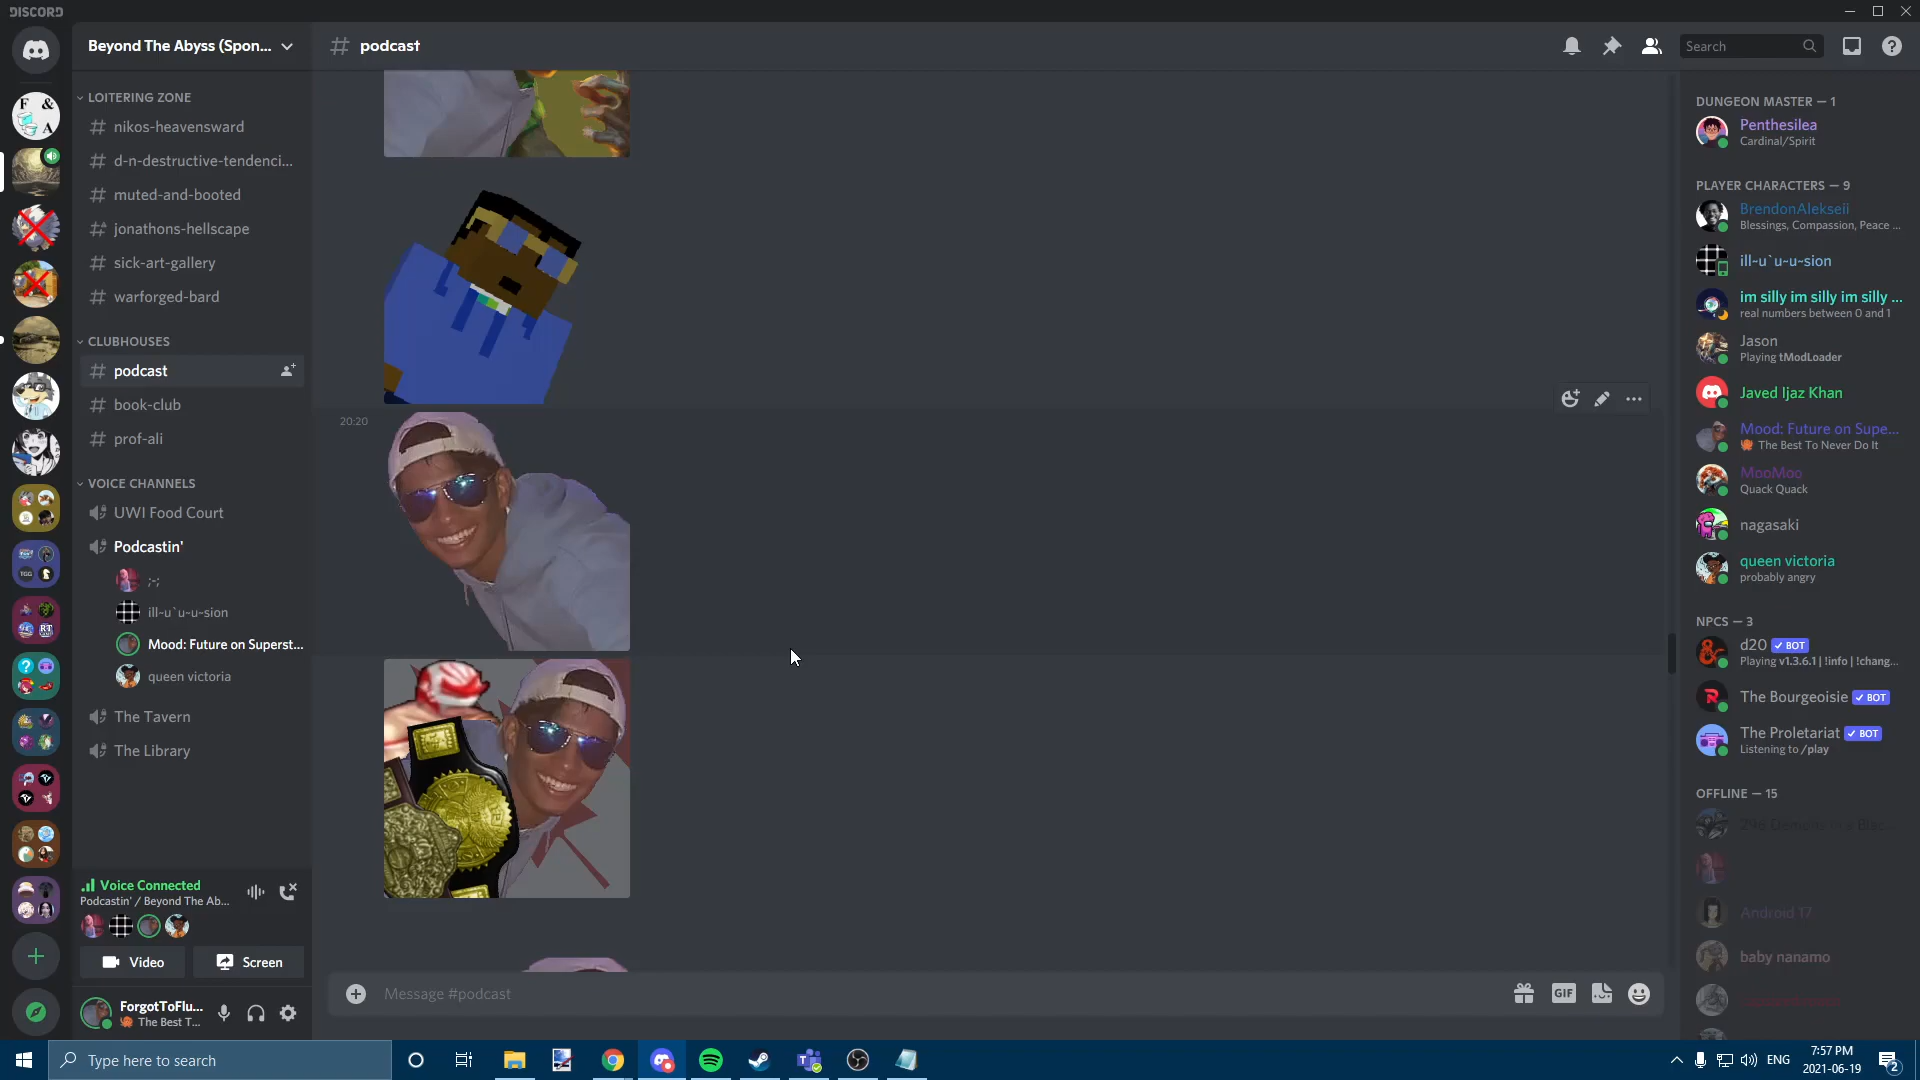 DISCORD
Beyond The Abyss (Spon...
podcast
Search
LOITERING ZONE
nikos-heavensward
d-n-destructive-tendenci...
muted-and-booted
jonathons-hellscape
sick-art-gallery
warforged-bard
CLUBHOUSES
podcast
book-club
prof-ali
VOICE CHANNELS
UWI Food Court
Podcastin'
;-;
ill-u`u-u-sion
Mood: Future on Superst...
queen victoria
The Tavern
The Library
Voice Connected
Podcastin' / Beyond The Ab...
Video
Screen
ForgotToFlu...
The Best T...
20:20
Message #podcast
GIF
DUNGEON MASTER — 1
Penthesilea
Cardinal/Spirit
PLAYER CHARACTERS — 9
BrendonAlekseii
Blessings, Compassion, Peace ...
ill-u`u-u-sion
im silly im silly im silly ...
real numbers between 0 and 1
Jason
Playing tModLoader
Javed Ijaz Khan
Mood: Future on Supe...
The Best To Never Do It
MooMoo
Quack Quack
nagasaki
queen victoria
probably angry
NPCS — 3
d20 BOT
Playing v1.3.6.1 | !info | !chang...
The Bourgeoisie BOT
The Proletariat BOT
Listening to /play
OFFLINE — 15
Android 17
baby nanamo
Type here to search
ENG
7:57 PM
2021-06-19
2
F & A
TGG
RT